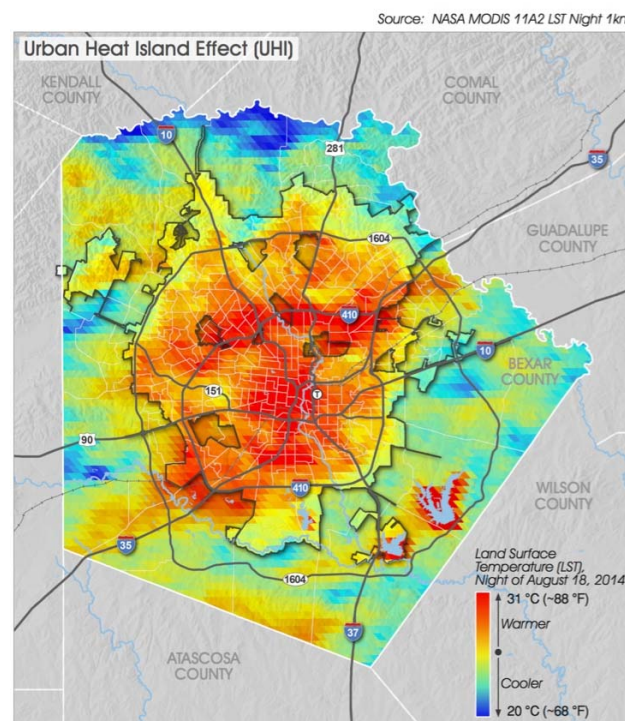 Source: NASA MODIS 11A2 LST Night 1km
Urban Heat Island Effect (UHI)
KENDALL
COUNTY
COMAL
COUNTY
10
281
35
GUADALUPE
COUNTY
1604
410
10
BEXAR
COUNTY
151
T
90
WILSON
COUNTY
410
35
1604
37
ATASCOSA
COUNTY
Land Surface
Temperature (LST),
Night of August 18, 2014
31 °C (~88 °F)
Warmer
Cooler
20 °C (~68 °F)